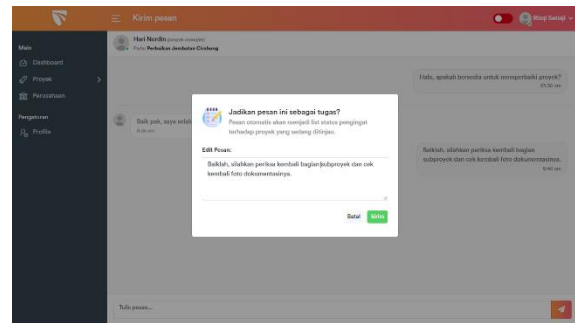 Kirim pesan
Rizqi Sutiaji
Main
Dashboard
Proyek
Perusahaan
Pengaturan
Profile
Hari Nurdin
Pada: Perbaikan Jembatan Cirebong
Halo, apakah bersedia untuk memperbaiki proyek?
Baik pak, saya
Baiklah, silahkan periksa kembali bagian
subproyek dan cek kembali foto dokumentasinya.
Jadikan pesan ini sebagai tugas?
Pesan otomatis akan menjadi list status pengingat
terhadap proyek yang sedang ditinjau.
Edit Pesan:
Baiklah, silahkan periksa kembali bagian subproyek dan cek
kembali foto dokumentasinya.
Batal
Kirim
Tulis pesan...